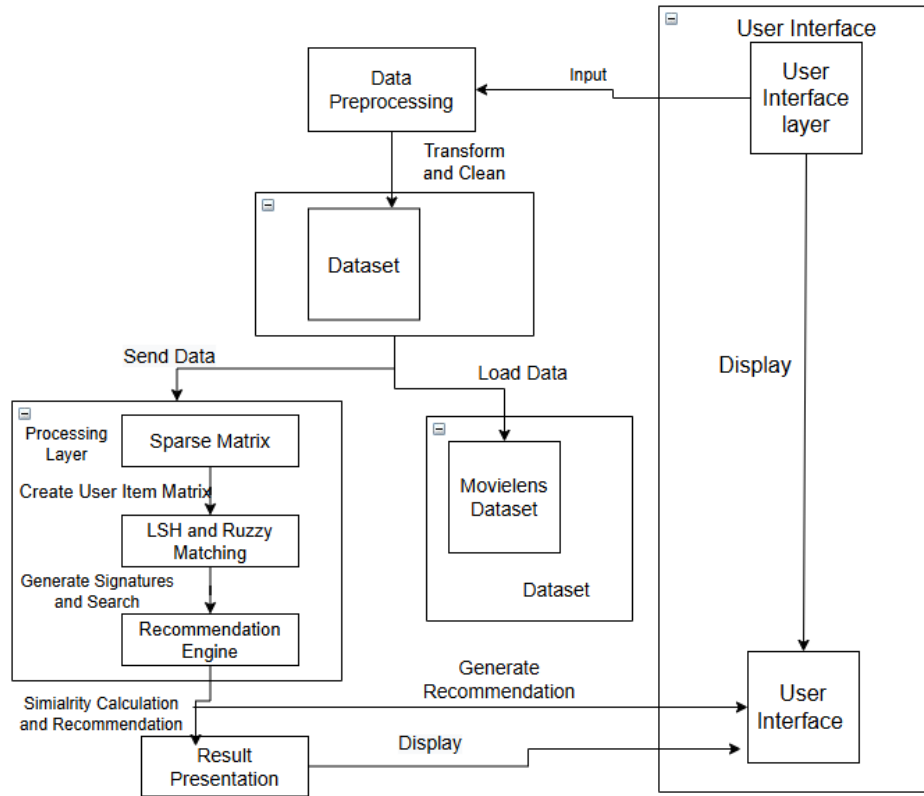 User Interface
User
Interface
layer
Input
Data
Preprocessing
Transform
and Clean
Dataset
Send Data
Load Data
Display
Processing
Layer
Sparse Matrix
Create User Item Matrix
LSH and Ruzzy
Matching
Generate Signatures
and Search
Recommendation
Engine
Movielens
Dataset
Dataset
Generate
Recommendation
Simialrity Calculation
and Recommendation
User
Interface
Display
Result
Presentation